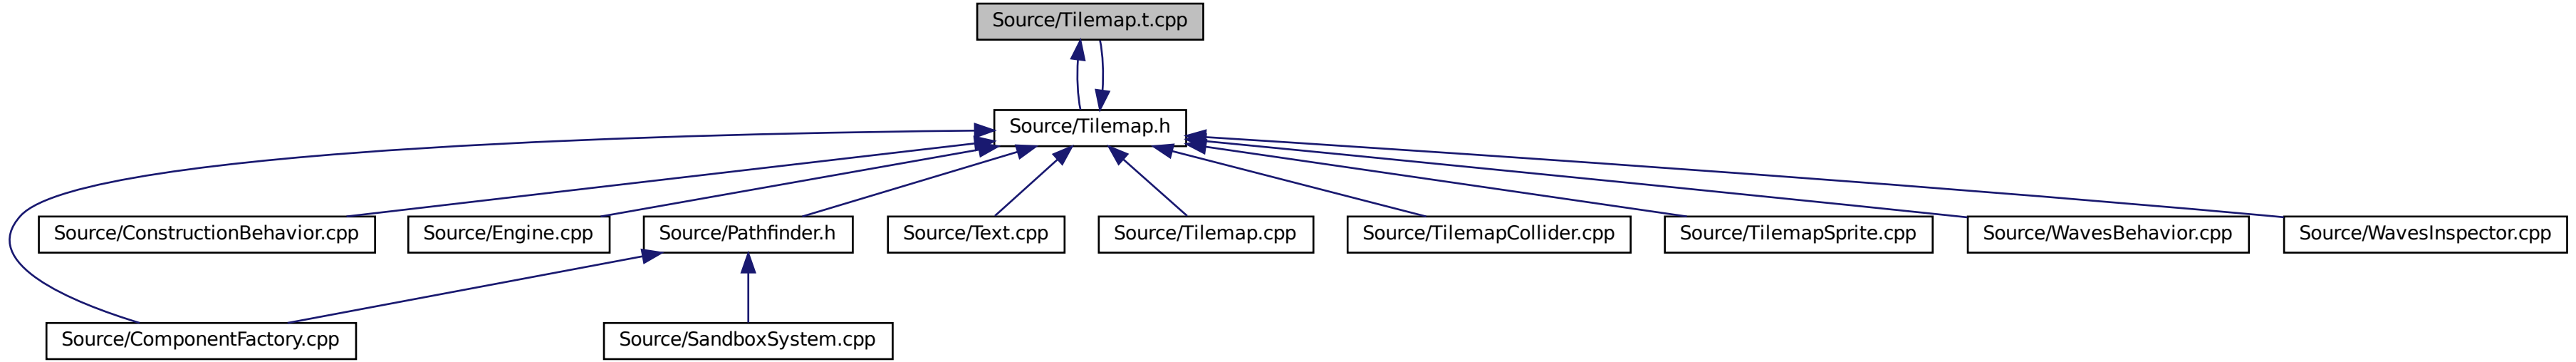 Source/Tilemap.t.cpp
Source/Tilemap.h
Source/ConstructionBehavior.cpp
Source/Engine.cpp
Source/Pathfinder.h
Source/Text.cpp
Source/Tilemap.cpp
Source/TilemapCollider.cpp
Source/TilemapSprite.cpp
Source/WavesBehavior.cpp
Source/WavesInspector.cpp
Source/ComponentFactory.cpp
Source/SandboxSystem.cpp